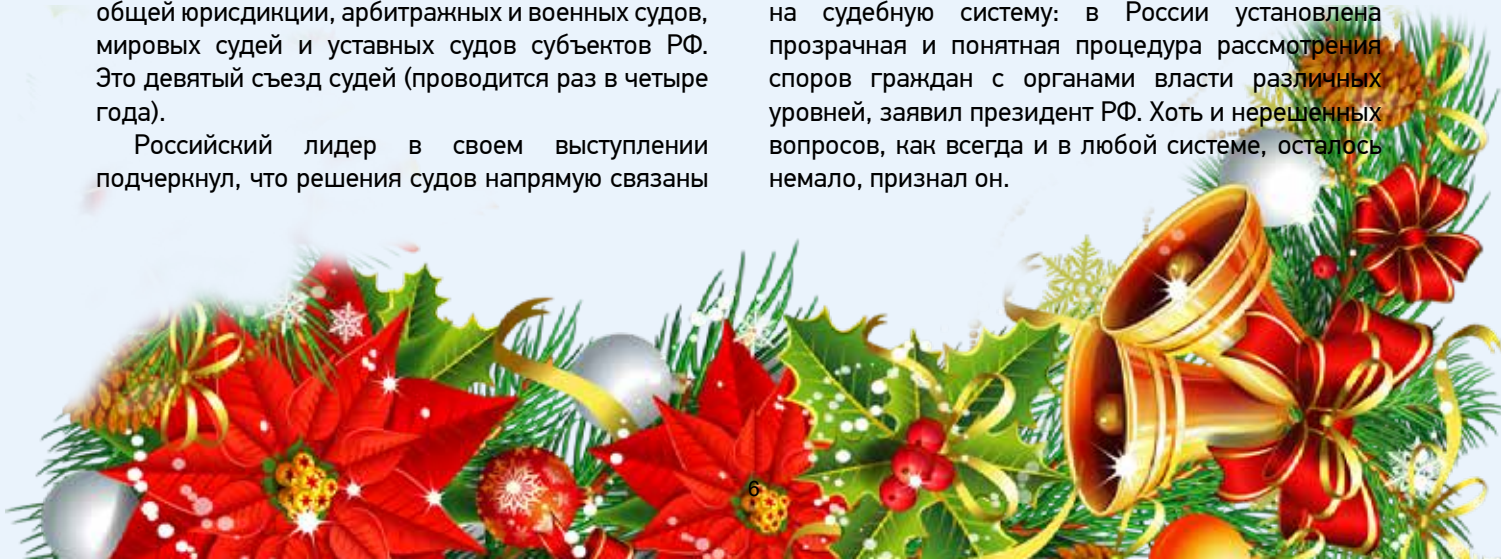 общей юрисдикции, арбитражных и военных судов,
мировых судей и уставных судов субъектов РФ.
Это девятый съезд судей (проводится раз в четыре
года).
Российский лидер в своем выступлении
подчеркнул, что решения судов напрямую связаны
на судебную систему: в России установлена
прозрачная и понятная процедура рассмотрения
споров граждан с органами власти различных
уровней, заявил президент РФ. Хоть и нерешенных
вопросов, как всегда и в любой системе, осталось
немало, признал он.
6